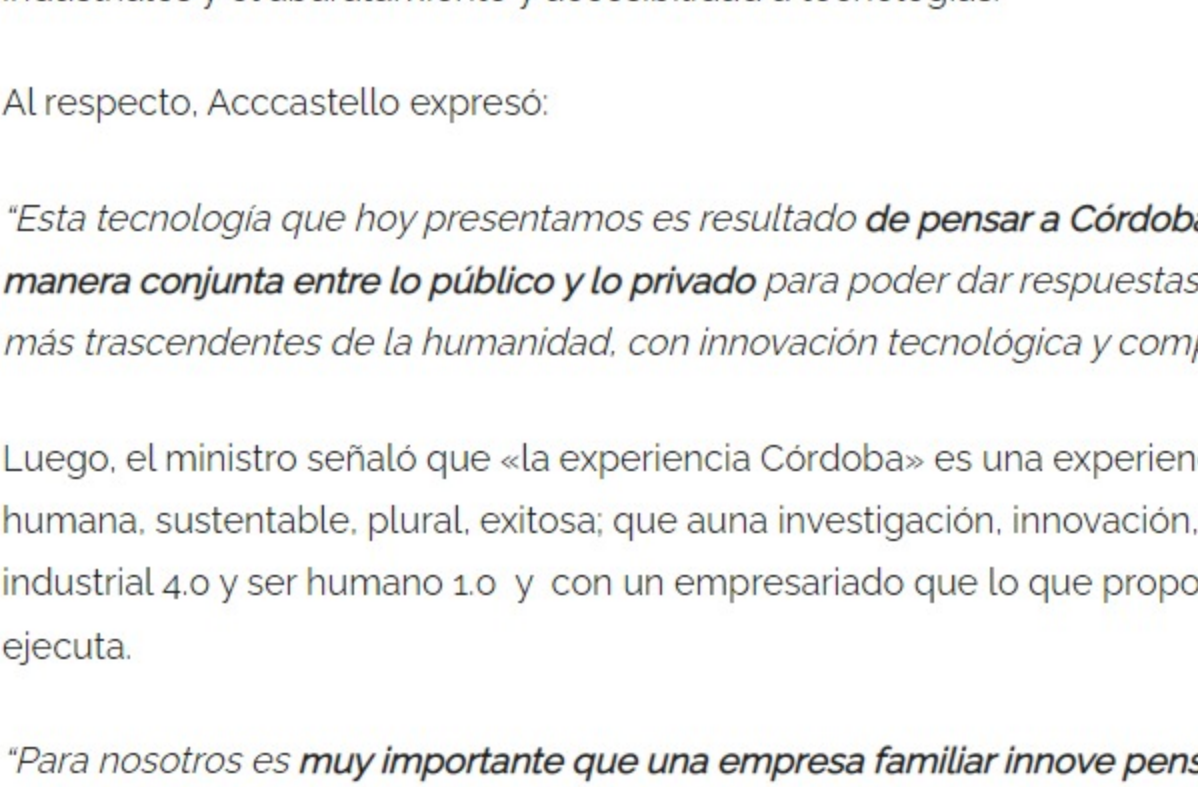 Al respecto, Acccastello expresó:
“Esta tecnología que hoy presentamos es resultado de pensar a Córdoba
manera conjunta entre lo público y lo privado para poder dar respuestas
más trascendentes de la humanidad, con innovación tecnológica y comp
Luego, el ministro señaló que «la experiencia Córdoba» es una experien
humana, sustentable, plural, exitosa; que auna investigación, innovación,
industrial 4.0 y ser humano 1.0 y con un empresariado que lo que propo
ejecuta.
“Para nosotros es muy importante que una empresa familiar innove pens